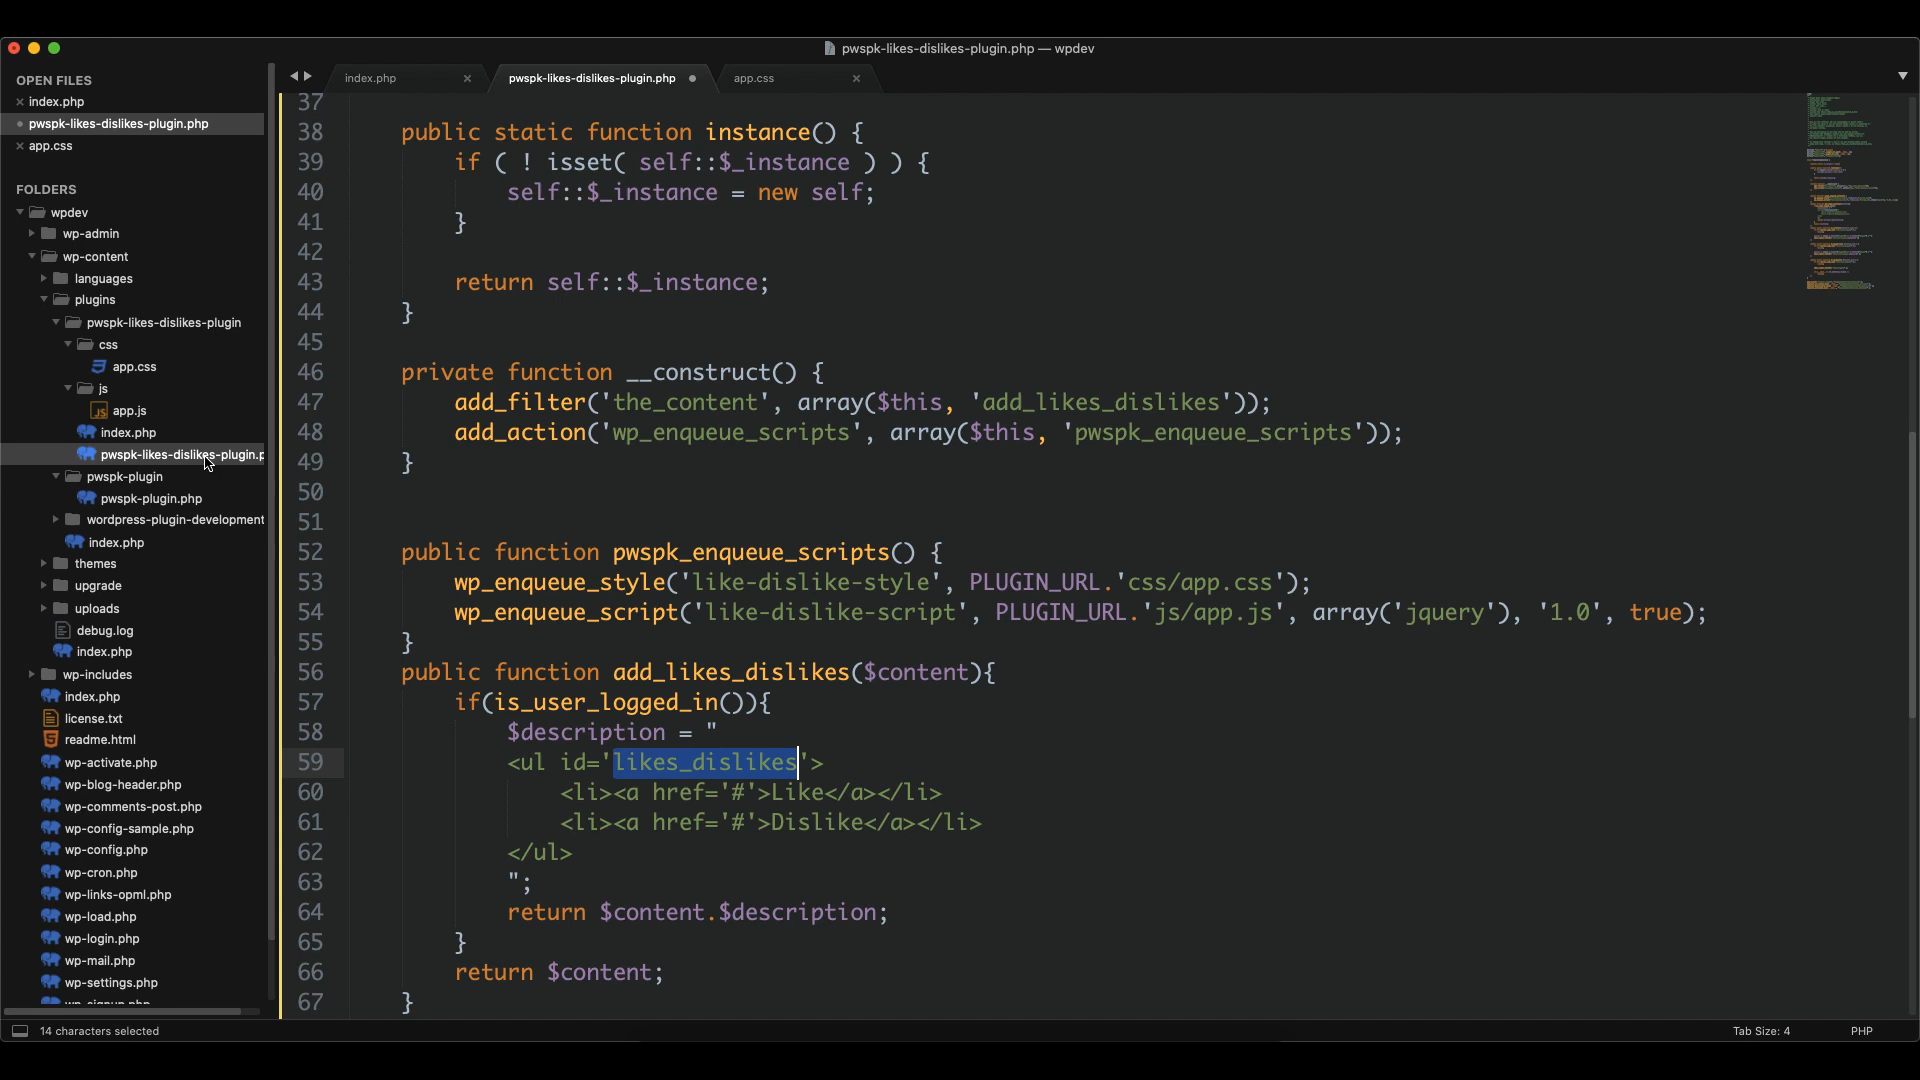 pwspk-likes-dislikes-plugin.php — wpdev
OPEN FILES
index.php
pwspk-likes-dislikes-plugin.php
app.css
FOLDERS
wpdev
wp-admin
wp-content
languages
plugins
pwspk-likes-dislikes-plugin
css
app.css
js
JS app.js
index.php
pwspk-likes-dislikes-plugin.p
pwspk-plugin
pwspk-plugin.php
wordpress-plugin-development
index.php
themes
upgrade
uploads
debug.log
index.php
wp-includes
index.php
license.txt
readme.html
wp-activate.php
wp-blog-header.php
wp-comments-post.php
wp-config-sample.php
wp-config.php
wp-cron.php
wp-links-opml.php
wp-load.php
wp-login.php
wp-mail.php
wp-settings.php
index.php
pwspk-likes-dislikes-plugin.php
app.css
37
38 public static function instance() {
39 if ( ! isset( self::$_instance ) ) {
40 self::$_instance = new self;
41 }
42
43 return self::$_instance;
44 }
45
46 private function __construct() {
47 add_filter('the_content', array($this, 'add_likes_dislikes'));
48 add_action('wp_enqueue_scripts', array($this, 'pwspk_enqueue_scripts'));
49 }
50
51
52 public function pwspk_enqueue_scripts() {
53 wp_enqueue_style('like-dislike-style', PLUGIN_URL.'css/app.css');
54 wp_enqueue_script('like-dislike-script', PLUGIN_URL.'js/app.js', array('jquery'), '1.0', true);
55 }
56 public function add_likes_dislikes($content){
57 if(is_user_logged_in()){
58 $description = "
59 <ul id='likes_dislikes'>
60 <li><a href='#'>Like</a></li>
61 <li><a href='#'>Dislike</a></li>
62 </ul>
63 ";
64 return $content.$description;
65 }
66 return $content;
67 }
14 characters selected
Tab Size: 4
PHP